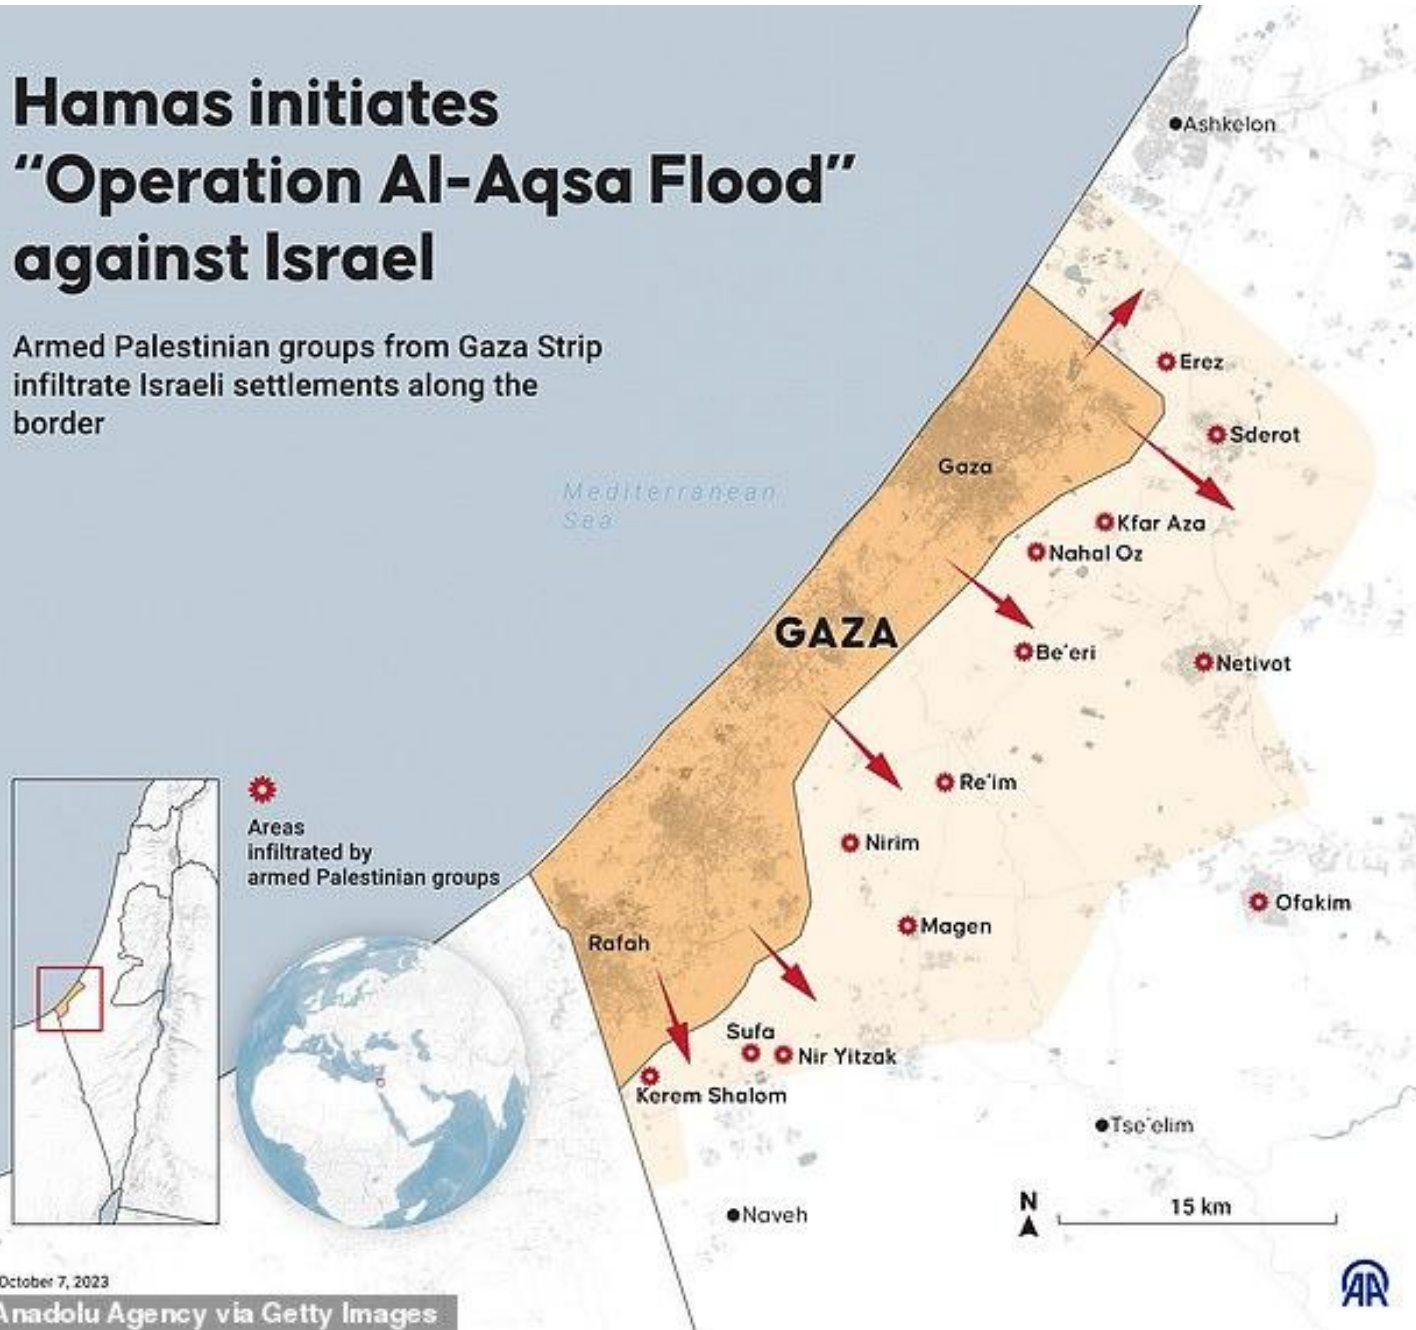 Hamas initiates
“Operation Al-Aqsa Flood”
against Israel
Armed Palestinian groups from Gaza Strip
infiltrate Israeli settlements along the
border
Mediterranean
Sea
Ashkelon
Erez
Sderot
Gaza
Kfar Aza
Nahal Oz
GAZA
Be'eri
Netivot
Re'im
Nirim
Areas
infiltrated by
armed Palestinian groups
Ofakim
Magen
Rafah
Sufa
Nir Yitzak
Kerem Shalom
Tse'elim
Naveh
N
15 km
October 7, 2023
Anadolu Agency via Getty Images
AA